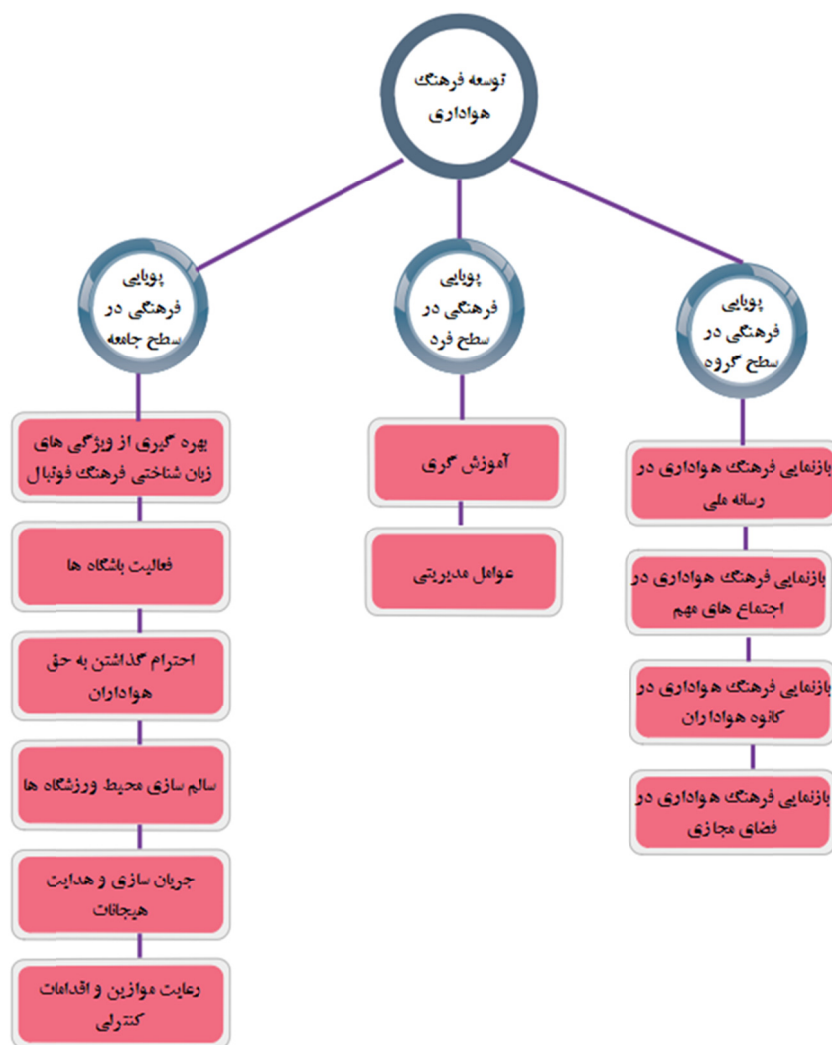 توسعه فرهنگ
هواداری
پویایی
فرهنگی در
سطح گروه
بازنمایی فرهنگ هواداری در
رسانه ملی
بازنمایی فرهنگ هواداری در
اجتماع های مهم
بازنمایی فرهنگ هواداری در
کانوه هواداران
بازنمایی فرهنگ هواداری در
فضای مجازی
پویایی
فرهنگی در
سطح فرد
آموزش گری
عوامل مدیریتی
پویایی
فرهنگی در
سطح جامعه
بهره گیری از ویژگی های
زبان شناختی فرهنگ فوتبال
فعالیت باشگاه ها
احترام گذاشتن به حق
هواداران
سالم سازی محیط ورزشگاه ها
جریان سازی و هدایت
هیجانات
رعایت موازین و اقدامات
کنترلی